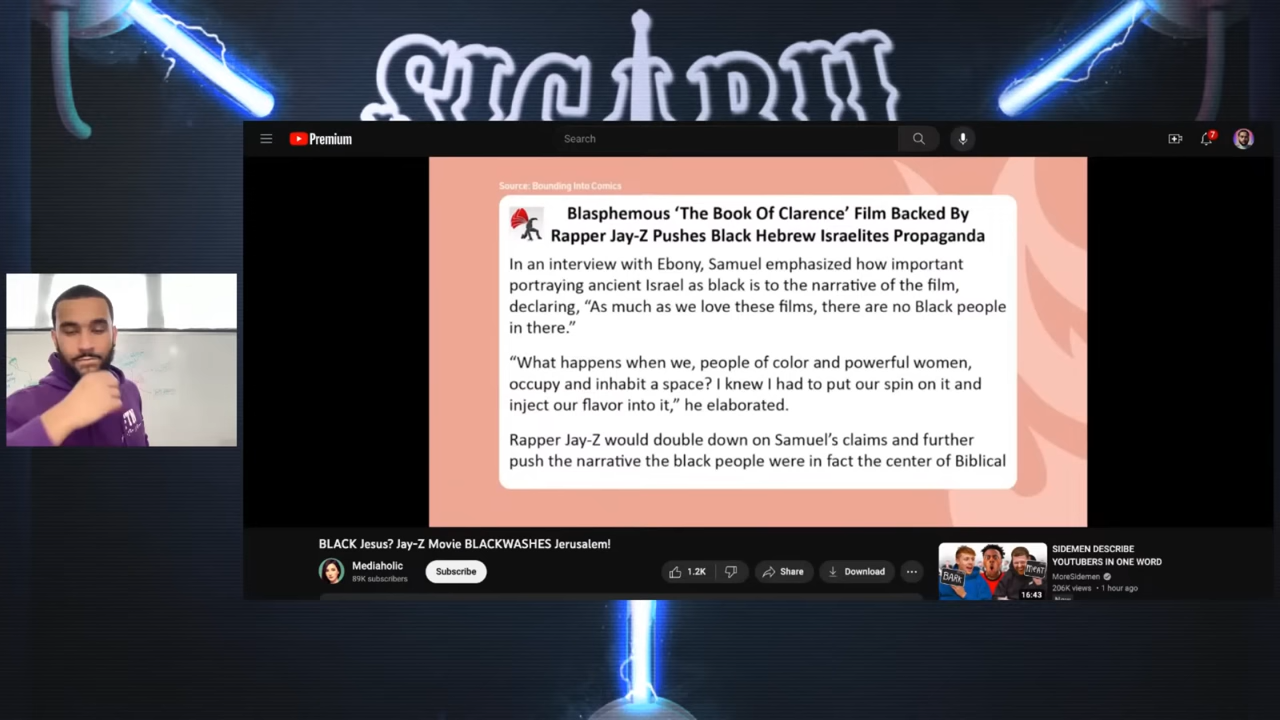 SICARII
Premium
Search
7
Source: Bounding Into Comics
Blasphemous ‘The Book Of Clarence’ Film Backed By
Rapper Jay-Z Pushes Black Hebrew Israelites Propaganda
In an interview with Ebony, Samuel emphasized how important
portraying ancient Israel as black is to the narrative of the film,
declaring, “As much as we love these films, there are no Black people
in there.”
“What happens when we, people of color and powerful women,
occupy and inhabit a space? I knew I had to put our spin on it and
inject our flavor into it,” he elaborated.
Rapper Jay-Z would double down on Samuel’s claims and further
push the narrative the black people were in fact the center of Biblical
BLACK Jesus? Jay-Z Movie BLACKWASHES Jerusalem!
Mediaholic
89K subscribers
Subscribe
1.2K
Share
Download
BARK
16:43
SIDEMEN DESCRIBE
YOUTUBERS IN ONE WORD
MoreSidemen
206K views • 1 hour ago
New